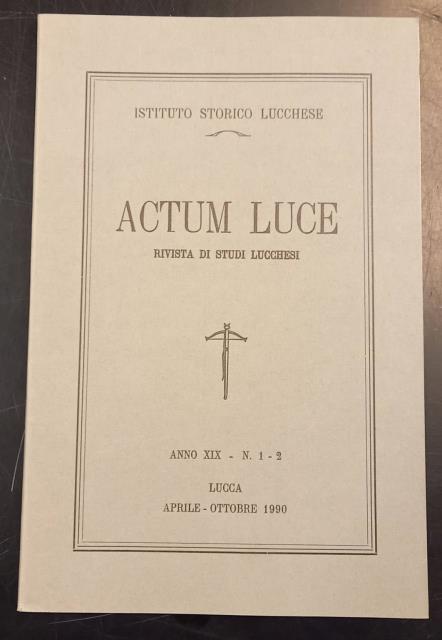 ISTITUTO STORICO LUCCHESE
ACTUM LUCE
RIVISTA DI STUDI LUCCHESI
ANNO XIX - N. 1 - 2
LUCCA
APRILE - OTTOBRE 1990